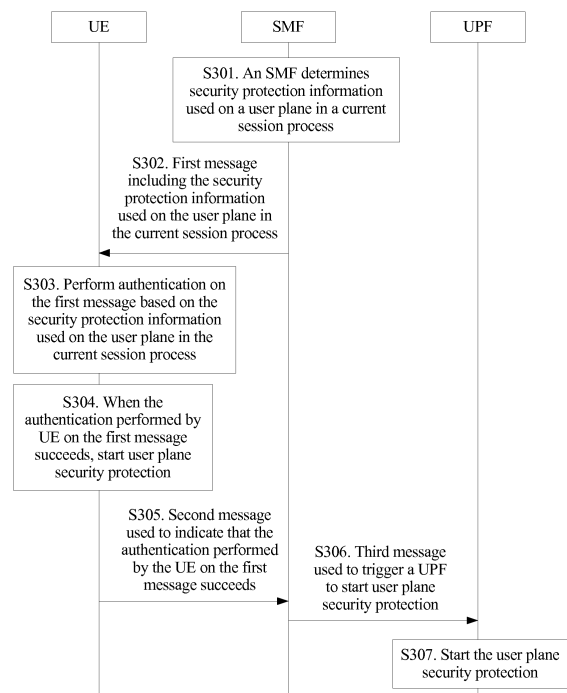 UE
SMF
UPF
S301. An SMF determines
security protection information
used on a user plane in a current
session process
S302. First message
including the security
protection information
used on the user plane in
the current session process
S303. Perform authentication on
the first message based on the
security protection information
used on the user plane in the
current session process
S304. When the
authentication performed by
UE on the first message
succeeds, start user plane
security protection
S305. Second message
used to indicate that the
authentication performed
by the UE on the first
message succeeds
S306. Third message
used to trigger a UPF
to start user plane
security protection
S307. Start the user plane
security protection